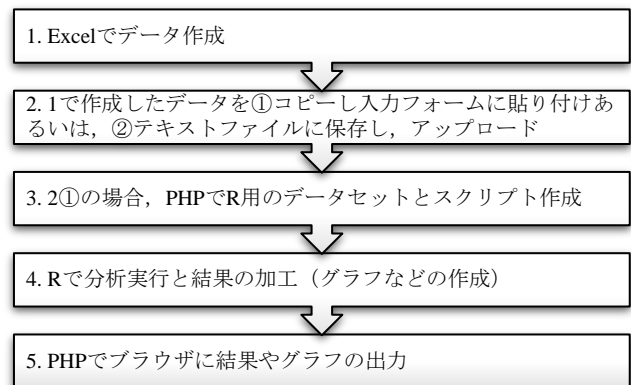 1. Excelでデータ作成
2. 1で作成したデータを①コピーし入力フォームに貼り付けあ
るいは，②テキストファイルに保存し，アップロード
3. 2①の場合，PHPでR用のデータセットとスクリプト作成
4. Rで分析実行と結果の加工（グラフなどの作成）
5. PHPでブラウザに結果やグラフの出力